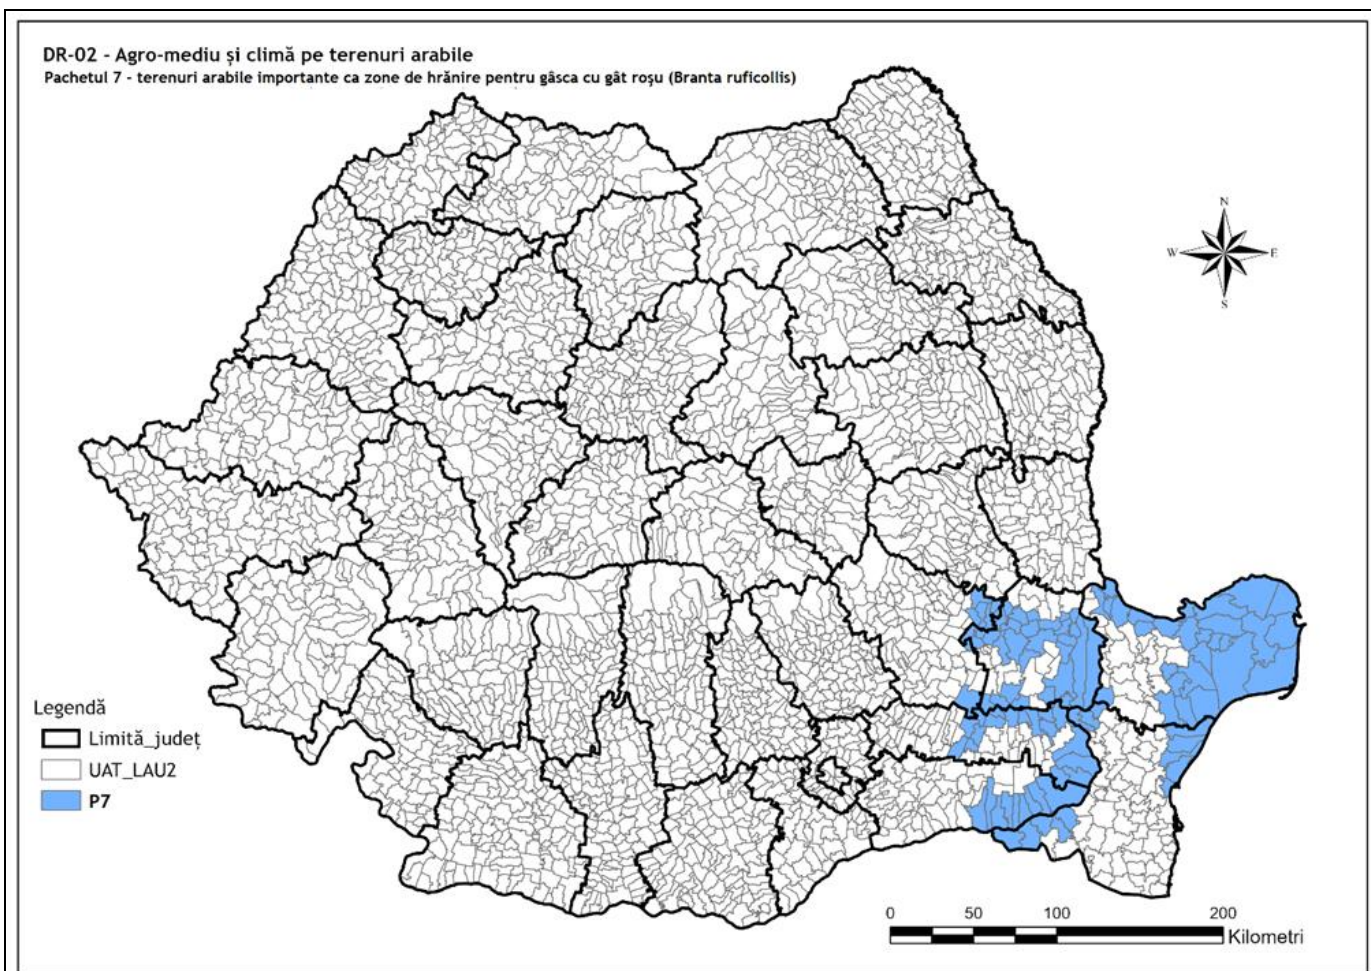 DR-02 - Agro-mediu și climă pe terenuri arabile
Pachetul 7 - terenuri arabile importante ca zone de hrănire pentru gâsca cu gât roșu (Branta ruficollis)
N
W
E
S
Legendă
Limită_județ
UAT_LAU2
P7
0 50 100 200
Kilometri